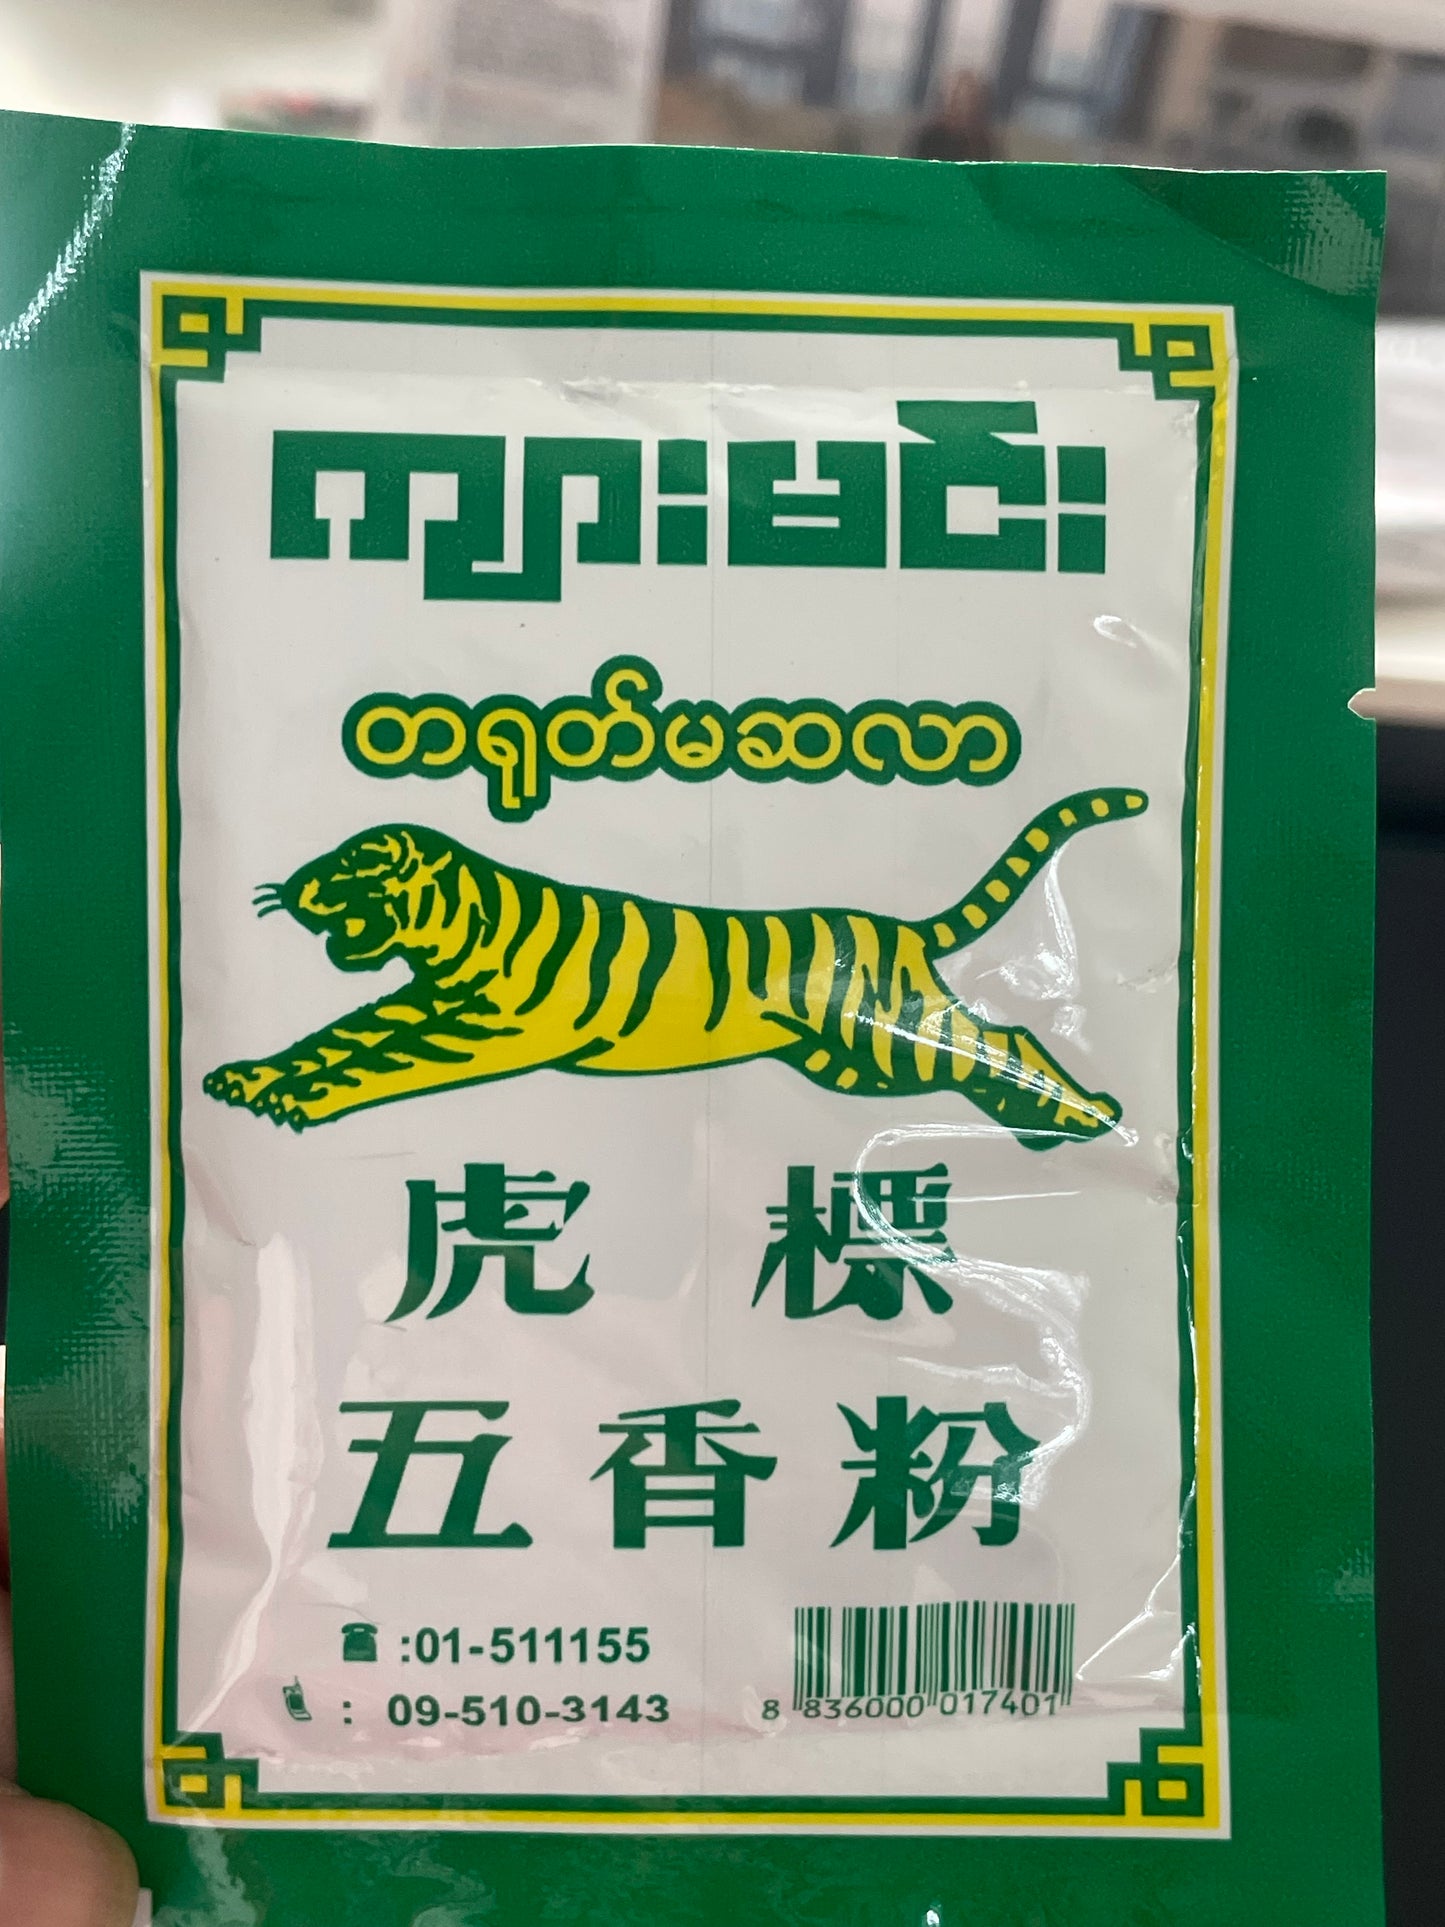 ကျားမင်း
တရုတ်မဆလာ
虎標
五香粉
:01-511155
: 09-510-3143
8 836000 017401